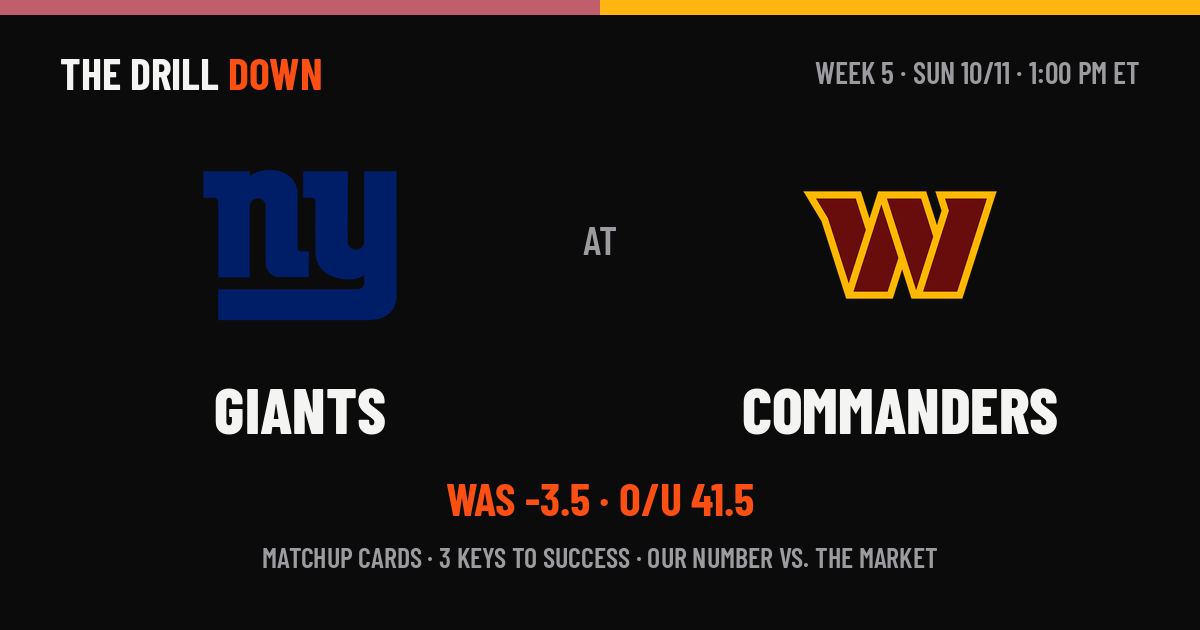 THE DRILL DOWN
WEEK 5 · SUN 10/11 · 1:00 PM ET
ny
AT
W
GIANTS
COMMANDERS
WAS -3.5 · O/U 41.5
MATCHUP CARDS · 3 KEYS TO SUCCESS · OUR NUMBER VS. THE MARKET